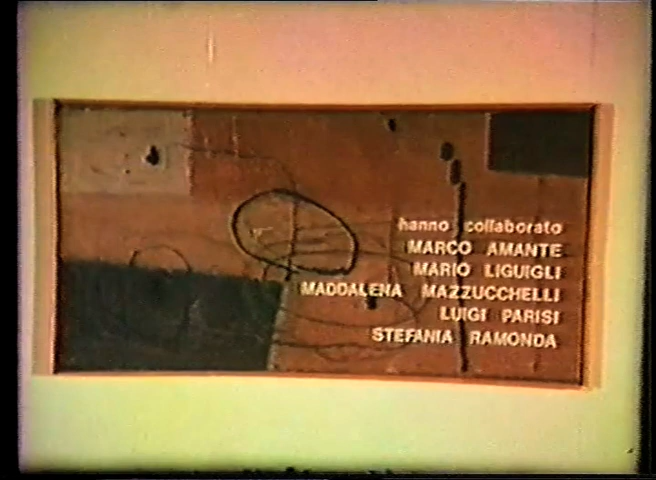 hanno collaborato
MARCO AMANTE
MARIO LIGUIGLI
MADDALENA MAZZUCCHELLI
LUIGI PARISI
STEFANIA RAMONDA